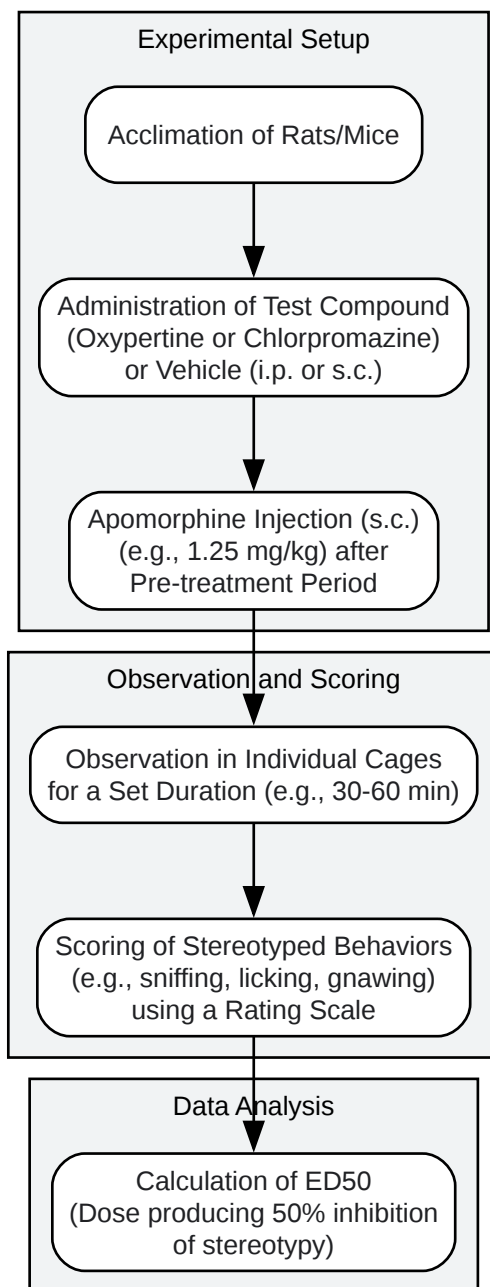 Experimental Setup
Acclimation of Rats/Mice
Administration of Test Compound
(Oxypertine or Chlorpromazine)
or Vehicle (i.p. or s.c.)
Apomorphine Injection (s.c.)
(e.g., 1.25 mg/kg) after
Pre-treatment Period
Observation and Scoring
Observation in Individual Cages
for a Set Duration (e.g., 30-60 min)
Scoring of Stereotyped Behaviors
(e.g., sniffing, licking, gnawing)
using a Rating Scale
Data Analysis
Calculation of ED50
(Dose producing 50% inhibition
of stereotypy)